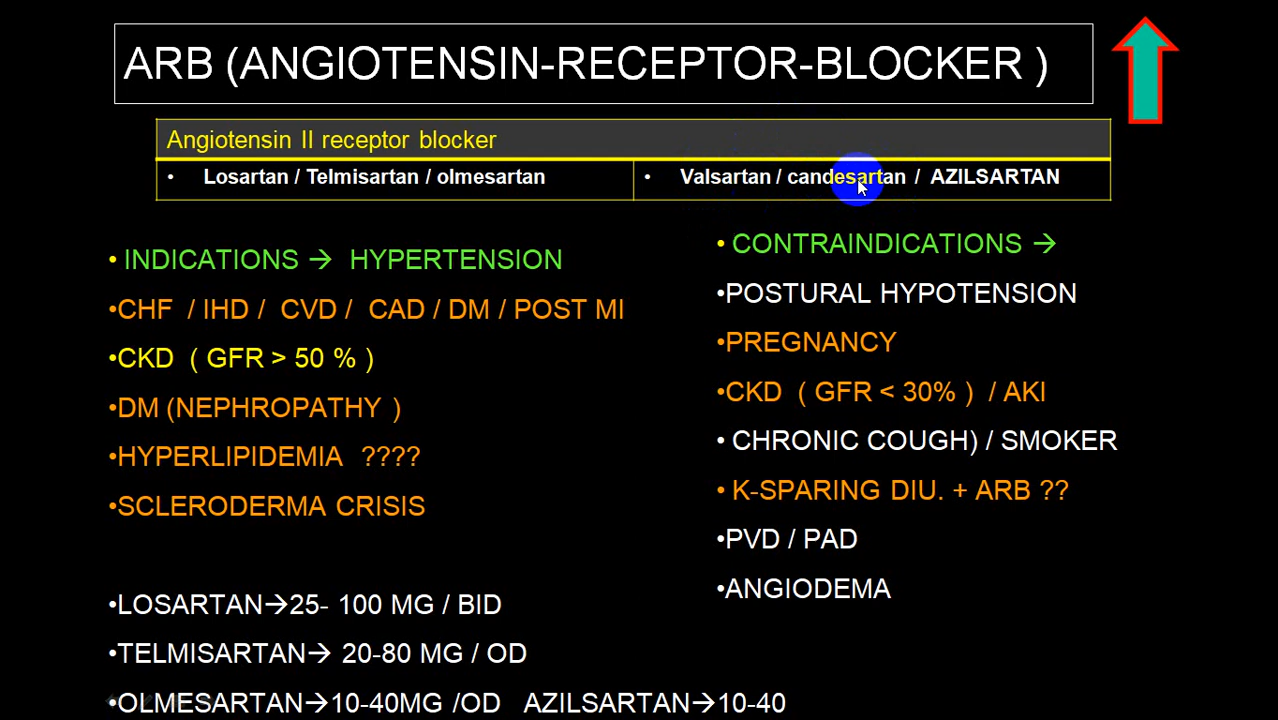 ARB (ANGIOTENSIN-RECEPTOR-BLOCKER )
Angiotensin II receptor blocker
• Losartan / Telmisartan / olmesartan
• Valsartan / candesartan / AZILSARTAN
• INDICATIONS → HYPERTENSION
•CHF / IHD / CVD / CAD / DM / POST MI
•CKD ( GFR > 50 % )
•DM (NEPHROPATHY )
•HYPERLIPIDEMIA ????
•SCLERODERMA CRISIS
•LOSARTAN→25- 100 MG / BID
•TELMISARTAN→ 20-80 MG / OD
•OLMESARTAN→10-40MG /OD AZILSARTAN→10-40
• CONTRAINDICATIONS →
•POSTURAL HYPOTENSION
•PREGNANCY
•CKD ( GFR < 30% ) / AKI
• CHRONIC COUGH) / SMOKER
• K-SPARING DIU. + ARB ??
•PVD / PAD
•ANGIODEMA